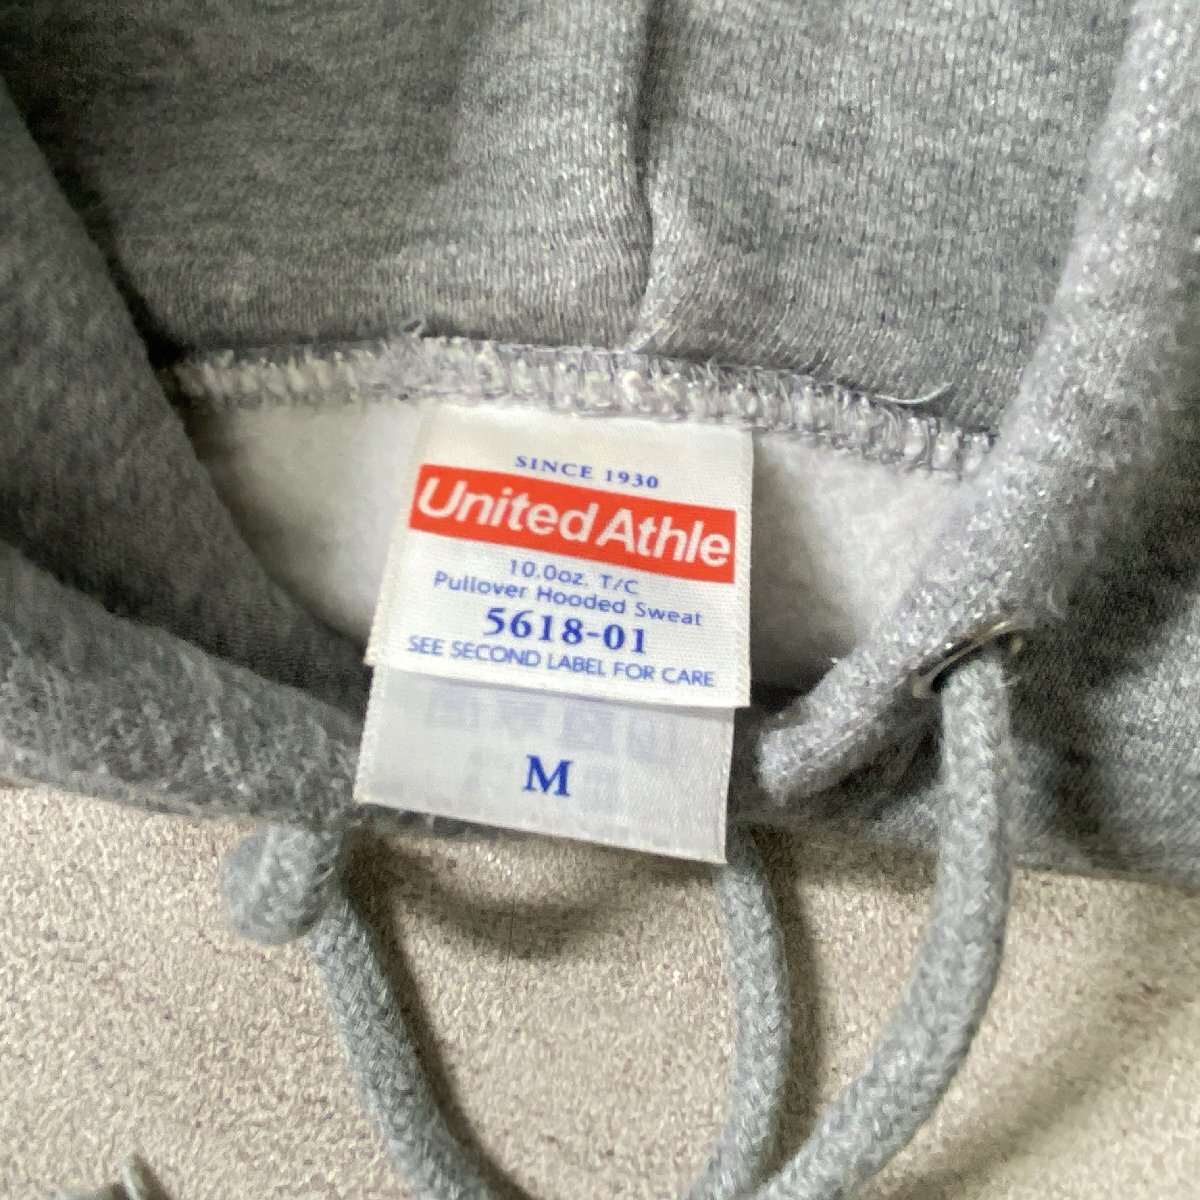 SINCE 1930
United Athle
10.0oz. T/C
Pullover Hooded Sweat
5618-01
SEE SECOND LABEL FOR CARE
M